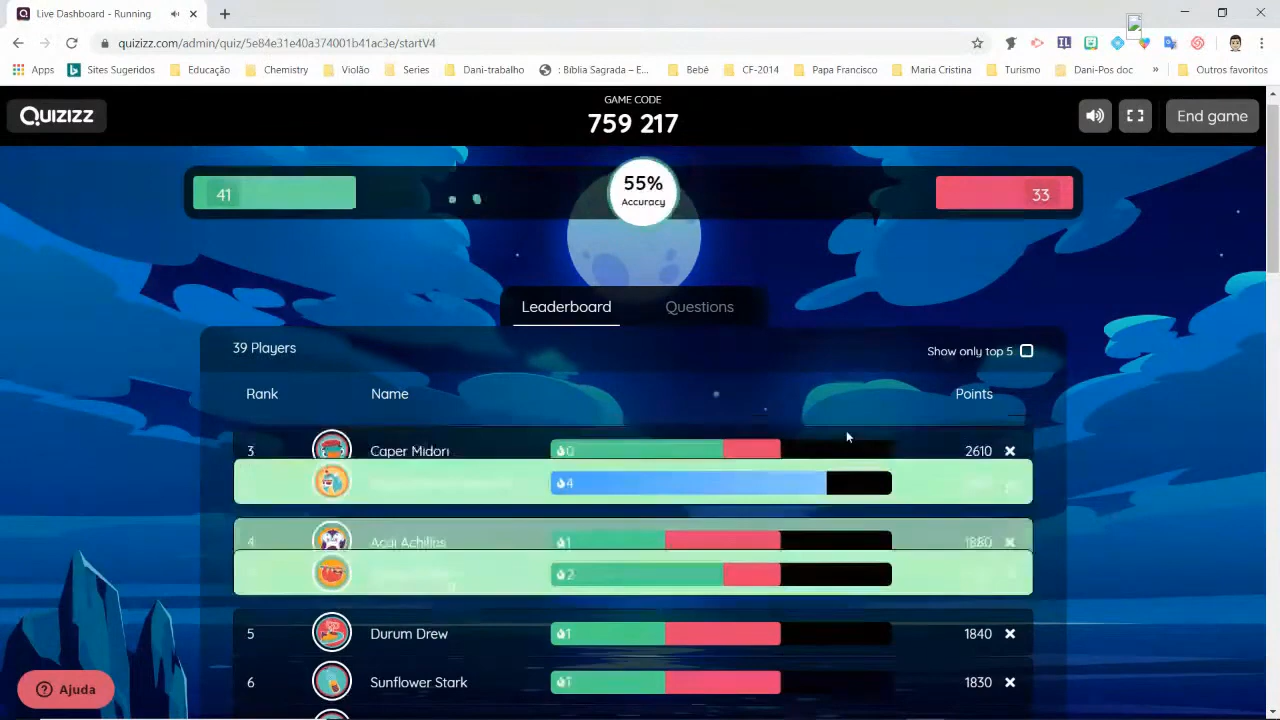 Live Dashboard - Running
quizizz.com/admin/quiz/5e84e31e40a374001b41ac3e/startV4
Apps Sites Sugeridos Educação Chemistry Violão Series Dani-trabalho : Bíblia Sagrada – E... Bebê CF-2014 Papa Francisco Maria Cristina Turismo Dani-Pos doc » Outros favoritos
Quizizz
GAME CODE
759 217
End game
41
55%
Accuracy
33
Leaderboard Questions
39 Players
Show only top 5
Rank Name Points
3 Caper Midori 0 2610
4
4 Acai Achilles 1
2
5 Durum Drew 1 1840
6 Sunflower Stark 1 1830
Ajuda